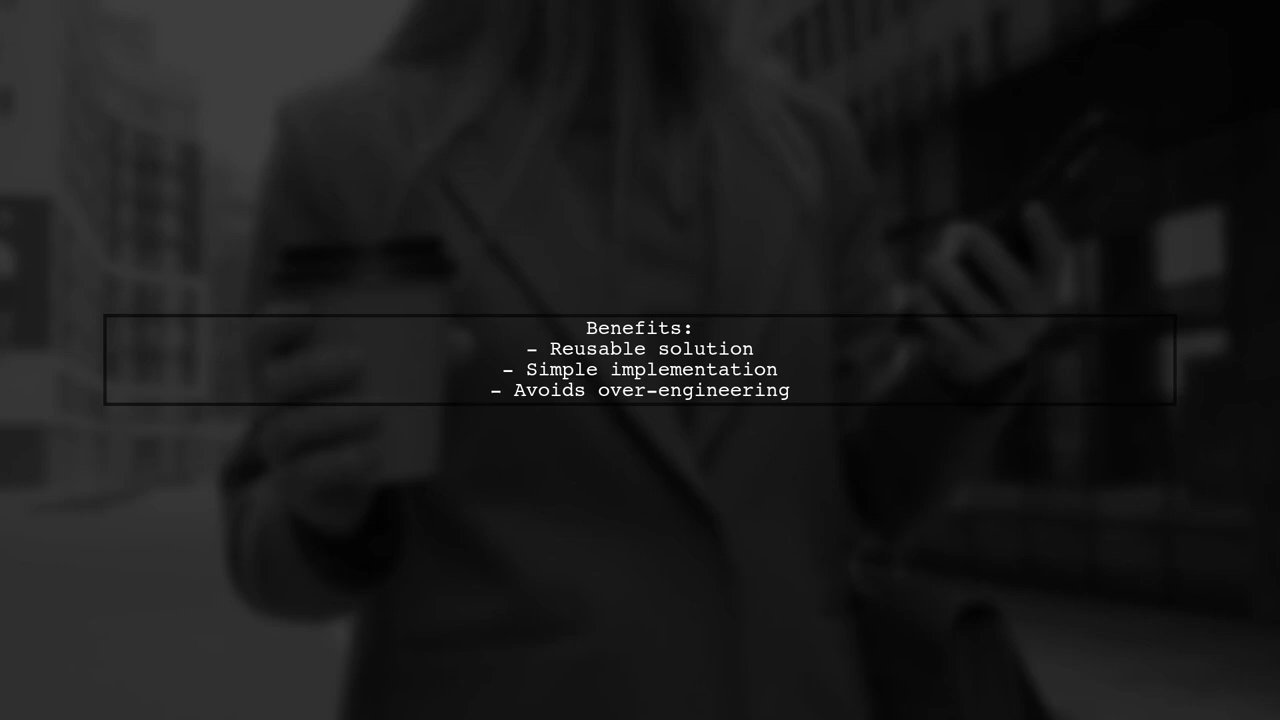 Benefits:
- Reusable solution
- Simple implementation
- Avoids over-engineering